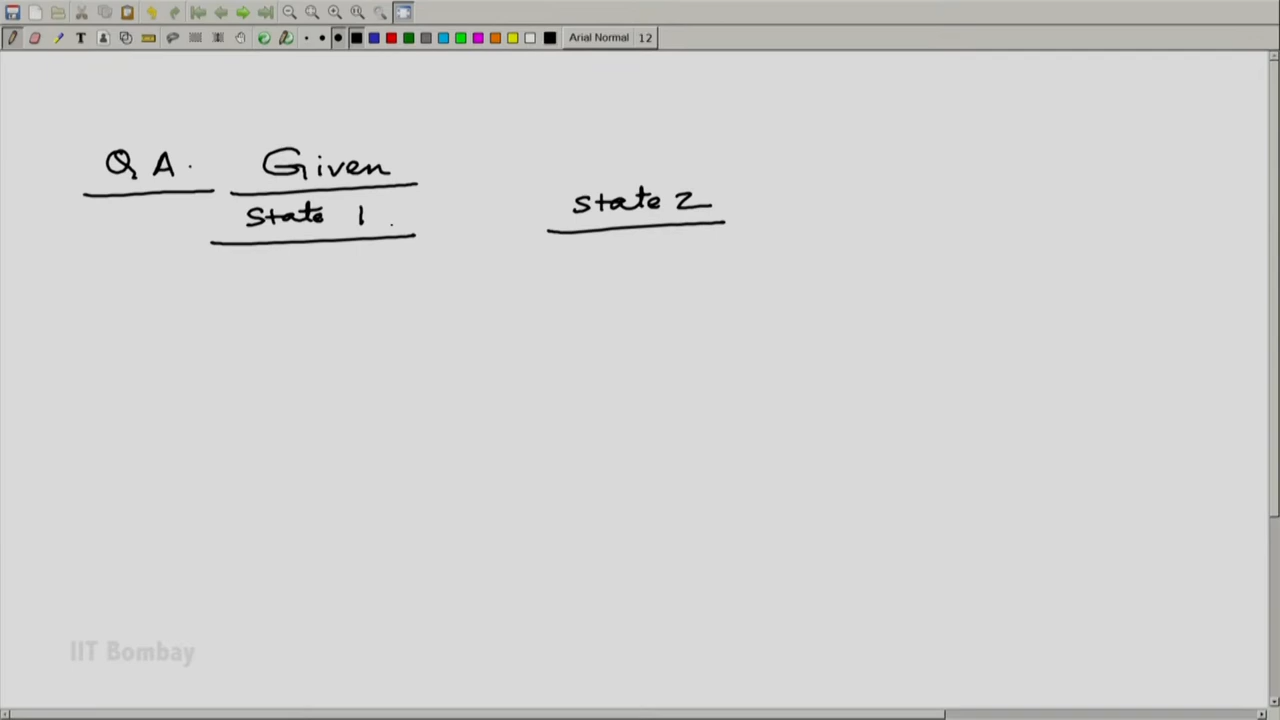 Arial Normal 12
Q A. Given
State 1.
State 2
IIT Bombay